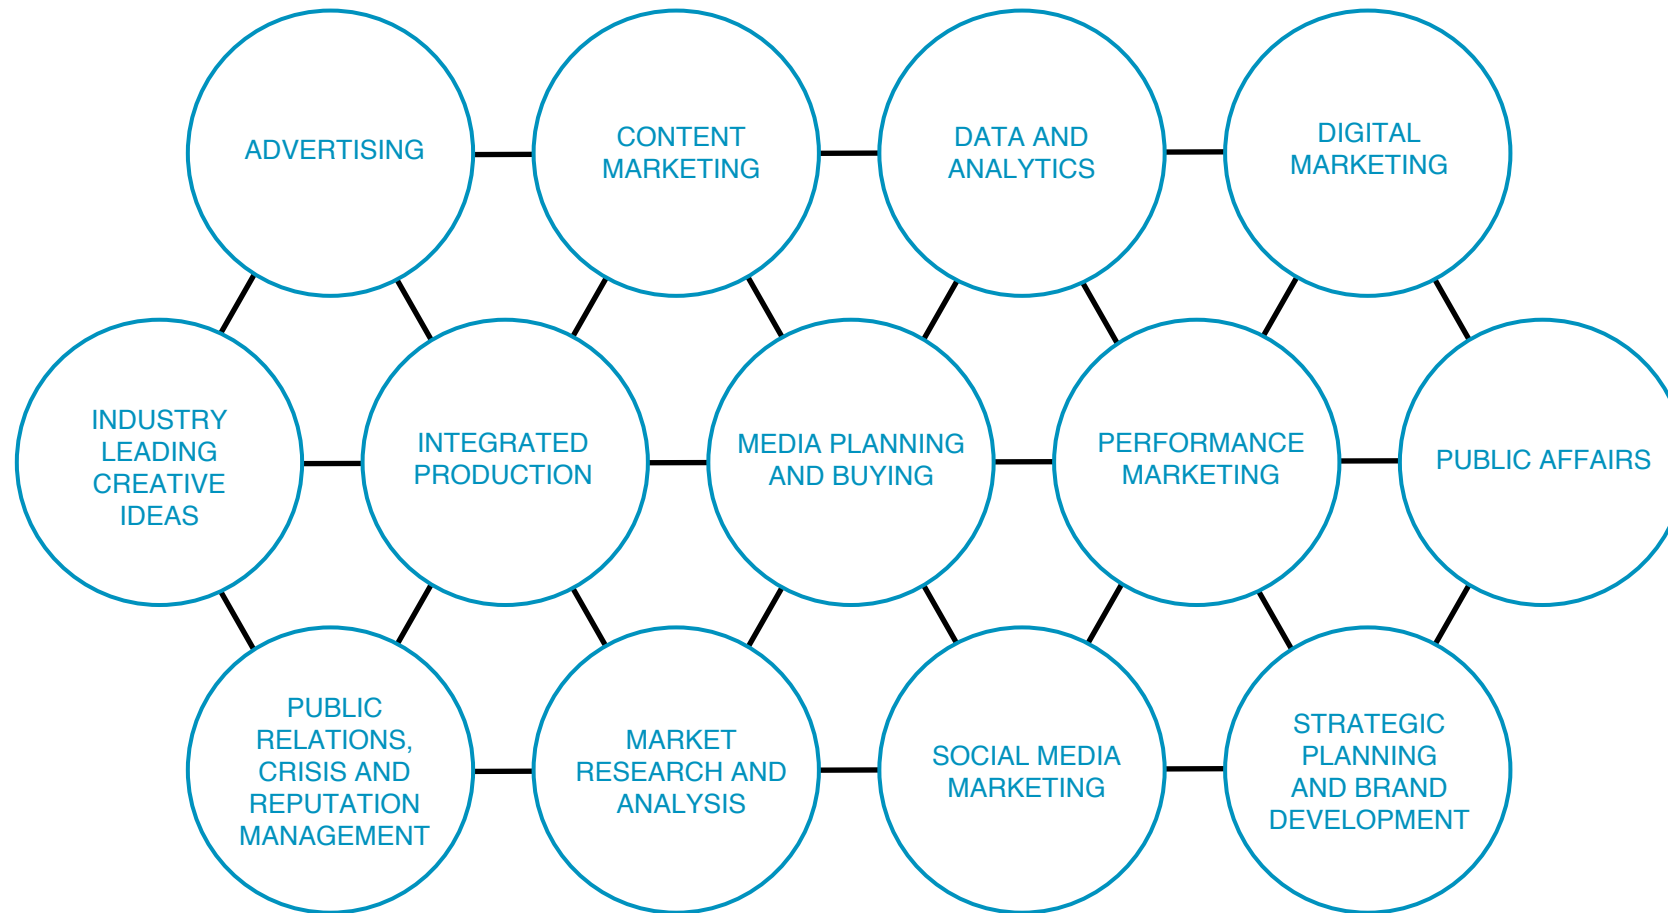 ADVERTISING
CONTENT
MARKETING
DATA AND
ANALYTICS
DIGITAL
MARKETING
INDUSTRY
LEADING
CREATIVE
IDEAS
INTEGRATED
PRODUCTION
MEDIA PLANNING
AND BUYING
PERFORMANCE
MARKETING
PUBLIC AFFAIRS
PUBLIC
RELATIONS,
CRISIS AND
REPUTATION
MANAGEMENT
MARKET
RESEARCH AND
ANALYSIS
SOCIAL MEDIA
MARKETING
STRATEGIC
PLANNING
AND BRAND
DEVELOPMENT